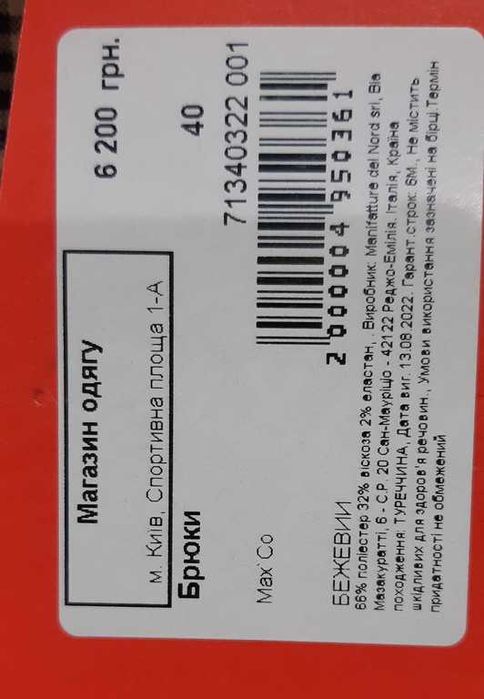 Магазин одягу
м. Київ, Спортивна площа 1-А
6 200 грн.
Брюки
40
71340322 001
Max`Co
2 000004 950361
БЕЖЕВИЙ
66% поліестер 32% віскоза 2% еластан, . Виробник: Manifatture del Nord srl, Віа
Мазакуратті, 6 - С.Р. 20 Сан-Мауріціо - 42122 Реджо-Емілія. Італія, Країна
походження: ТУРЕЧЧИНА, Дата виг. 13.08.2022. Гарант.строк: 6М., Не містить
шкідливих для здоров'я речовин., Умови використання зазначені на бірці Термін
придатності не обмежений